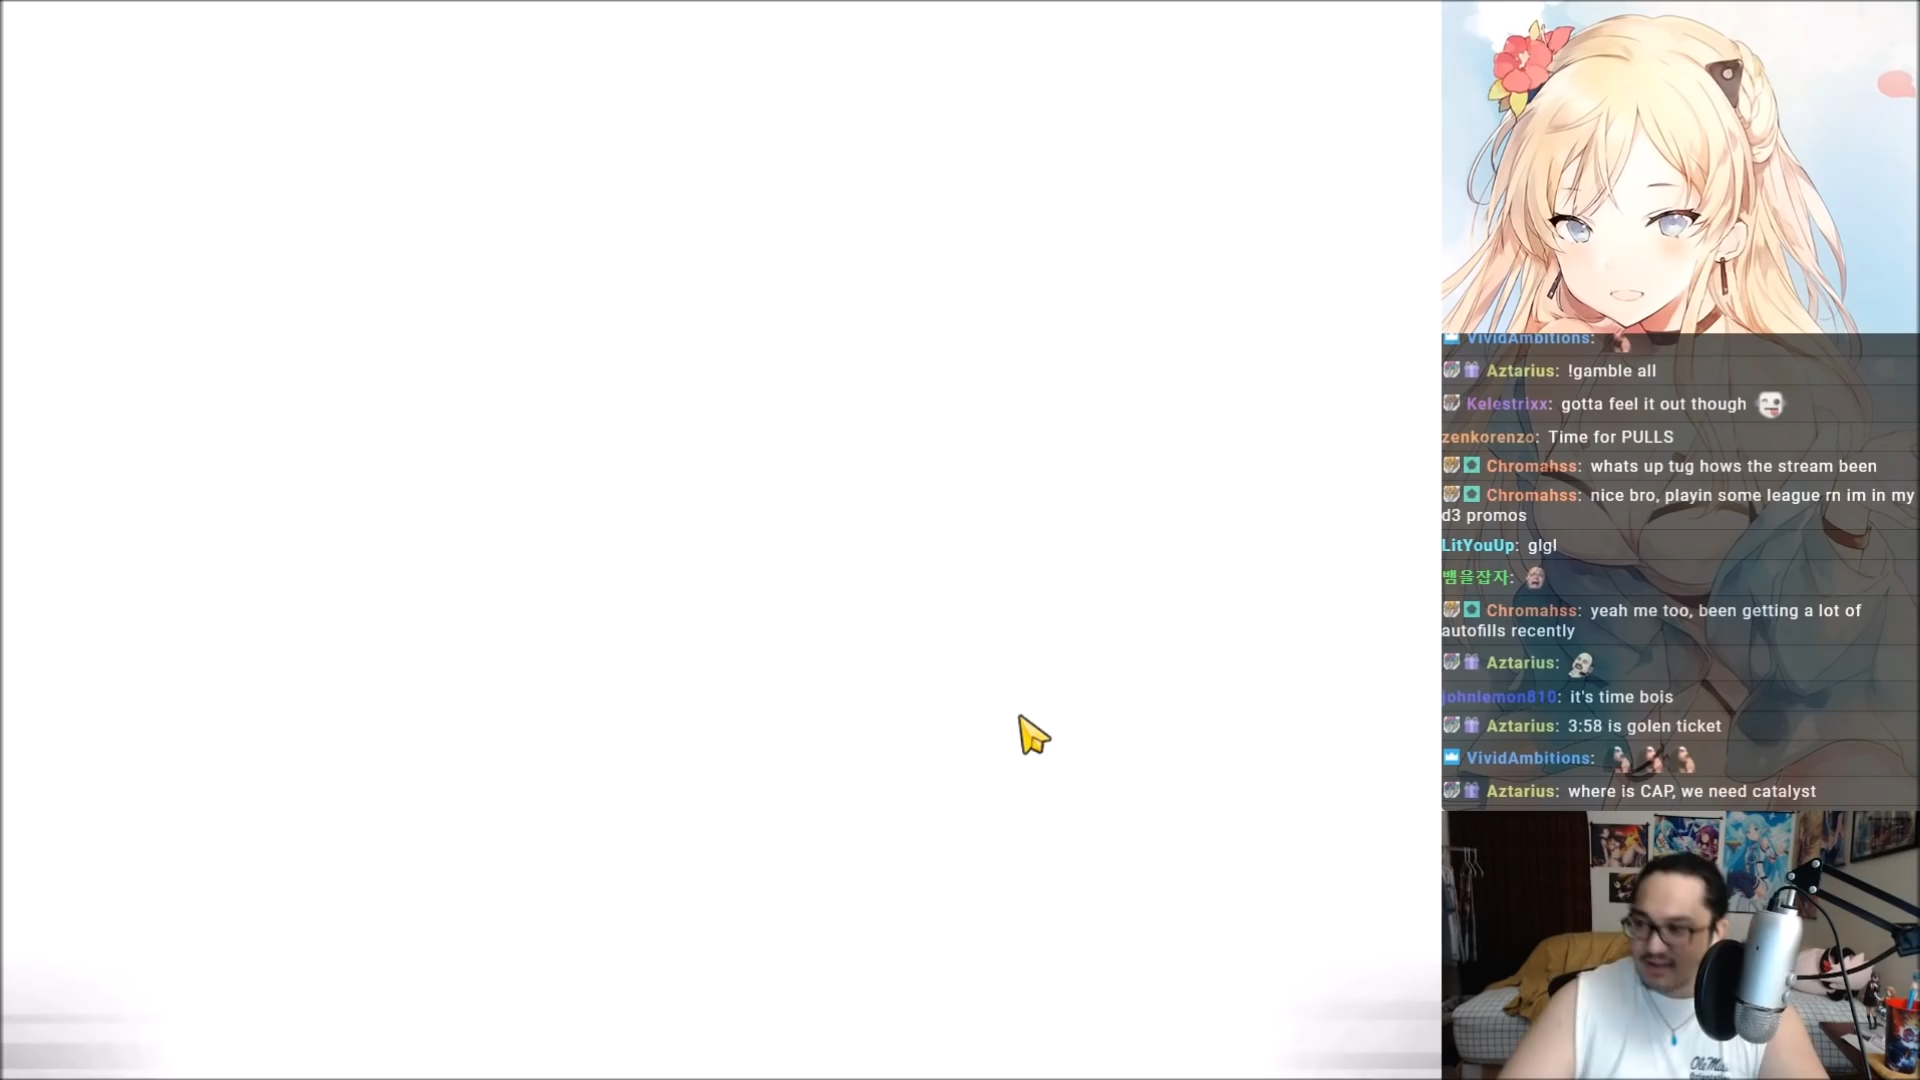 VividAmbitions:
Aztarius: !gamble all
Kelestrixx: gotta feel it out though
zenkorenzo: Time for PULLS
Chromahss: whats up tug hows the stream been
Chromahss: nice bro, playin some league rn im in my
d3 promos
LitYouUp: glgl
뱀을잡자:
Chromahss: yeah me too, been getting a lot of
autofills recently
Aztarius:
johnlemon810: it's time bois
Aztarius: 3:58 is golen ticket
VividAmbitions:
Aztarius: where is CAP, we need catalyst
Ole Miss